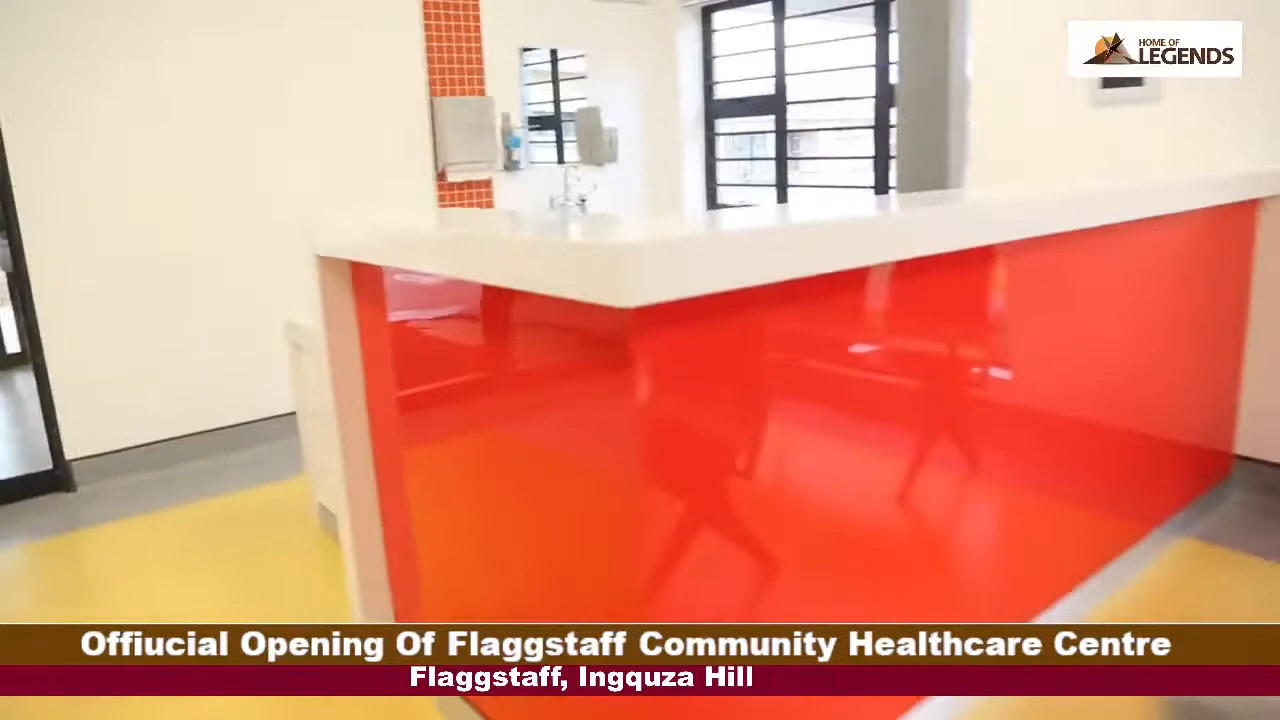 HOME OF
LEGENDS
Offiucial Opening Of Flaggstaff Community Healthcare Centre
Flaggstaff, Ingquza Hill